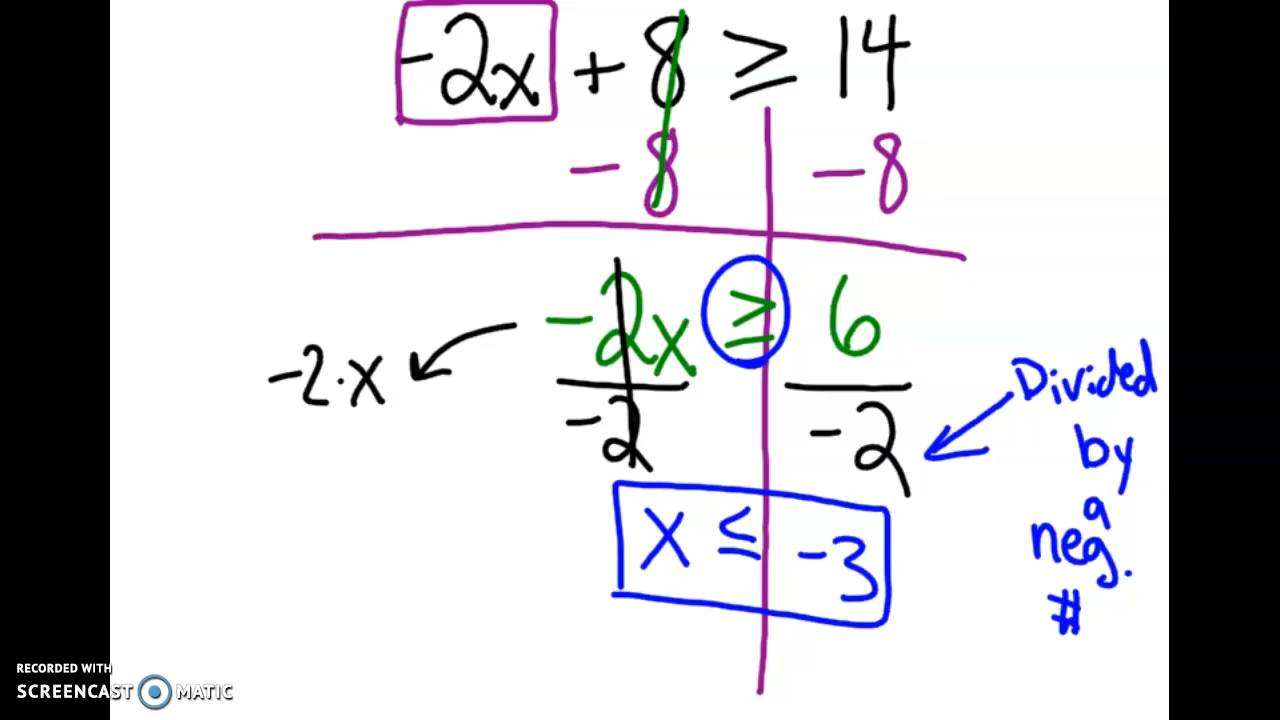 -2x + 8 ≥ 14
- 8 - 8
-2x ≥ 6
-2·x
-2 -2
Divided
by
a
neg.
#
x ≤ -3
RECORDED WITH
SCREENCAST MATIC